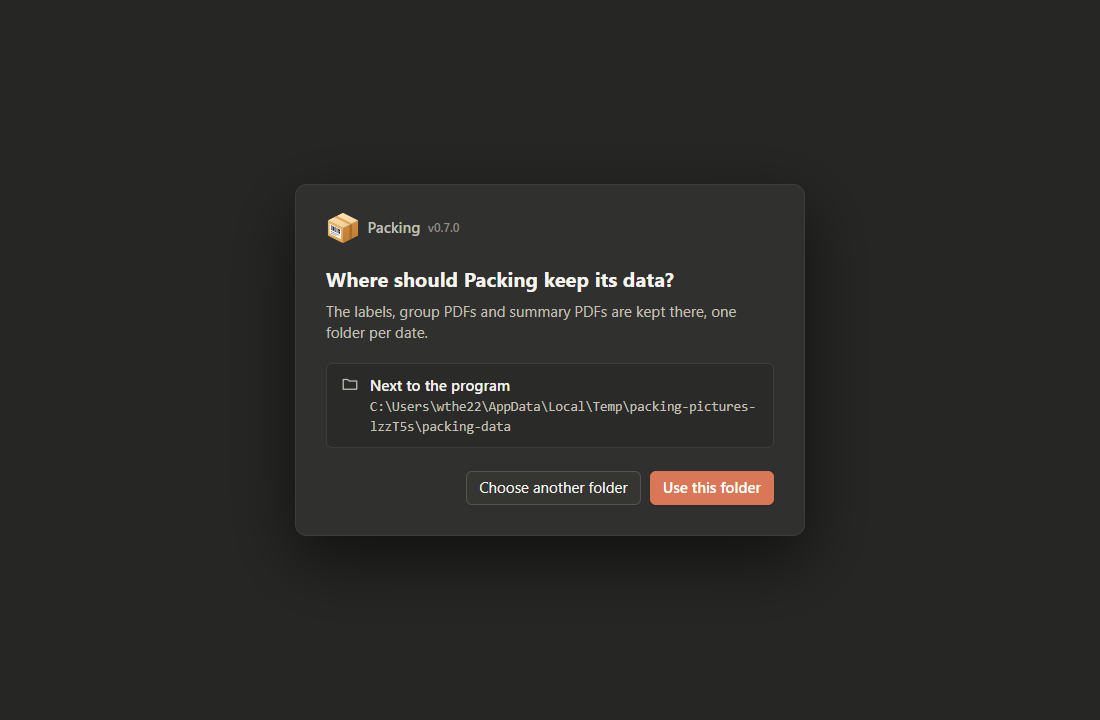 Packing v0.7.0
Where should Packing keep its data?
The labels, group PDFs and summary PDFs are kept there, one
folder per date.
Next to the program
C:\Users\wthe22\AppData\Local\Temp\packing-pictures-
lzzT5s\packing-data
Choose another folder
Use this folder